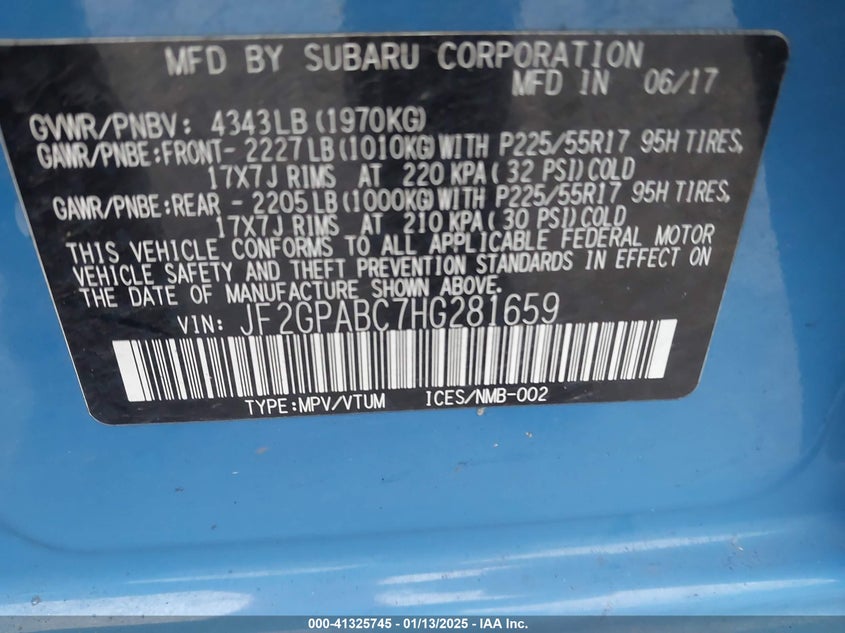 MFD BY SUBARU CORPORATION
MFD IN 06/17
GVWR/PNBV: 4343LB(1970KG)
GAWR/PNBE:FRONT- 2227LB(1010KG)WITH P225/55R17 95H TIRES,
17X7J RIMS AT 220 KPA( 32 PSI)COLD
GAWR/PNBE:REAR - 2205LB(1000KG)WITH P225/55R17 95H TIRES,
17X7J RIMS AT 210 KPA( 30 PSI)COLD
THIS VEHICLE CONFORMS TO ALL APPLICABLE FEDERAL MOTOR
VEHICLE SAFETY AND THEFT PREVENTION STANDARDS IN EFFECT ON
THE DATE OF MANUFACTURE SHOWN ABOVE.
VIN: JF2GPABC7HG281659
TYPE:MPV/VTUM ICES/NMB-002
000-41325745 - 01/13/2025 - IAA Inc.